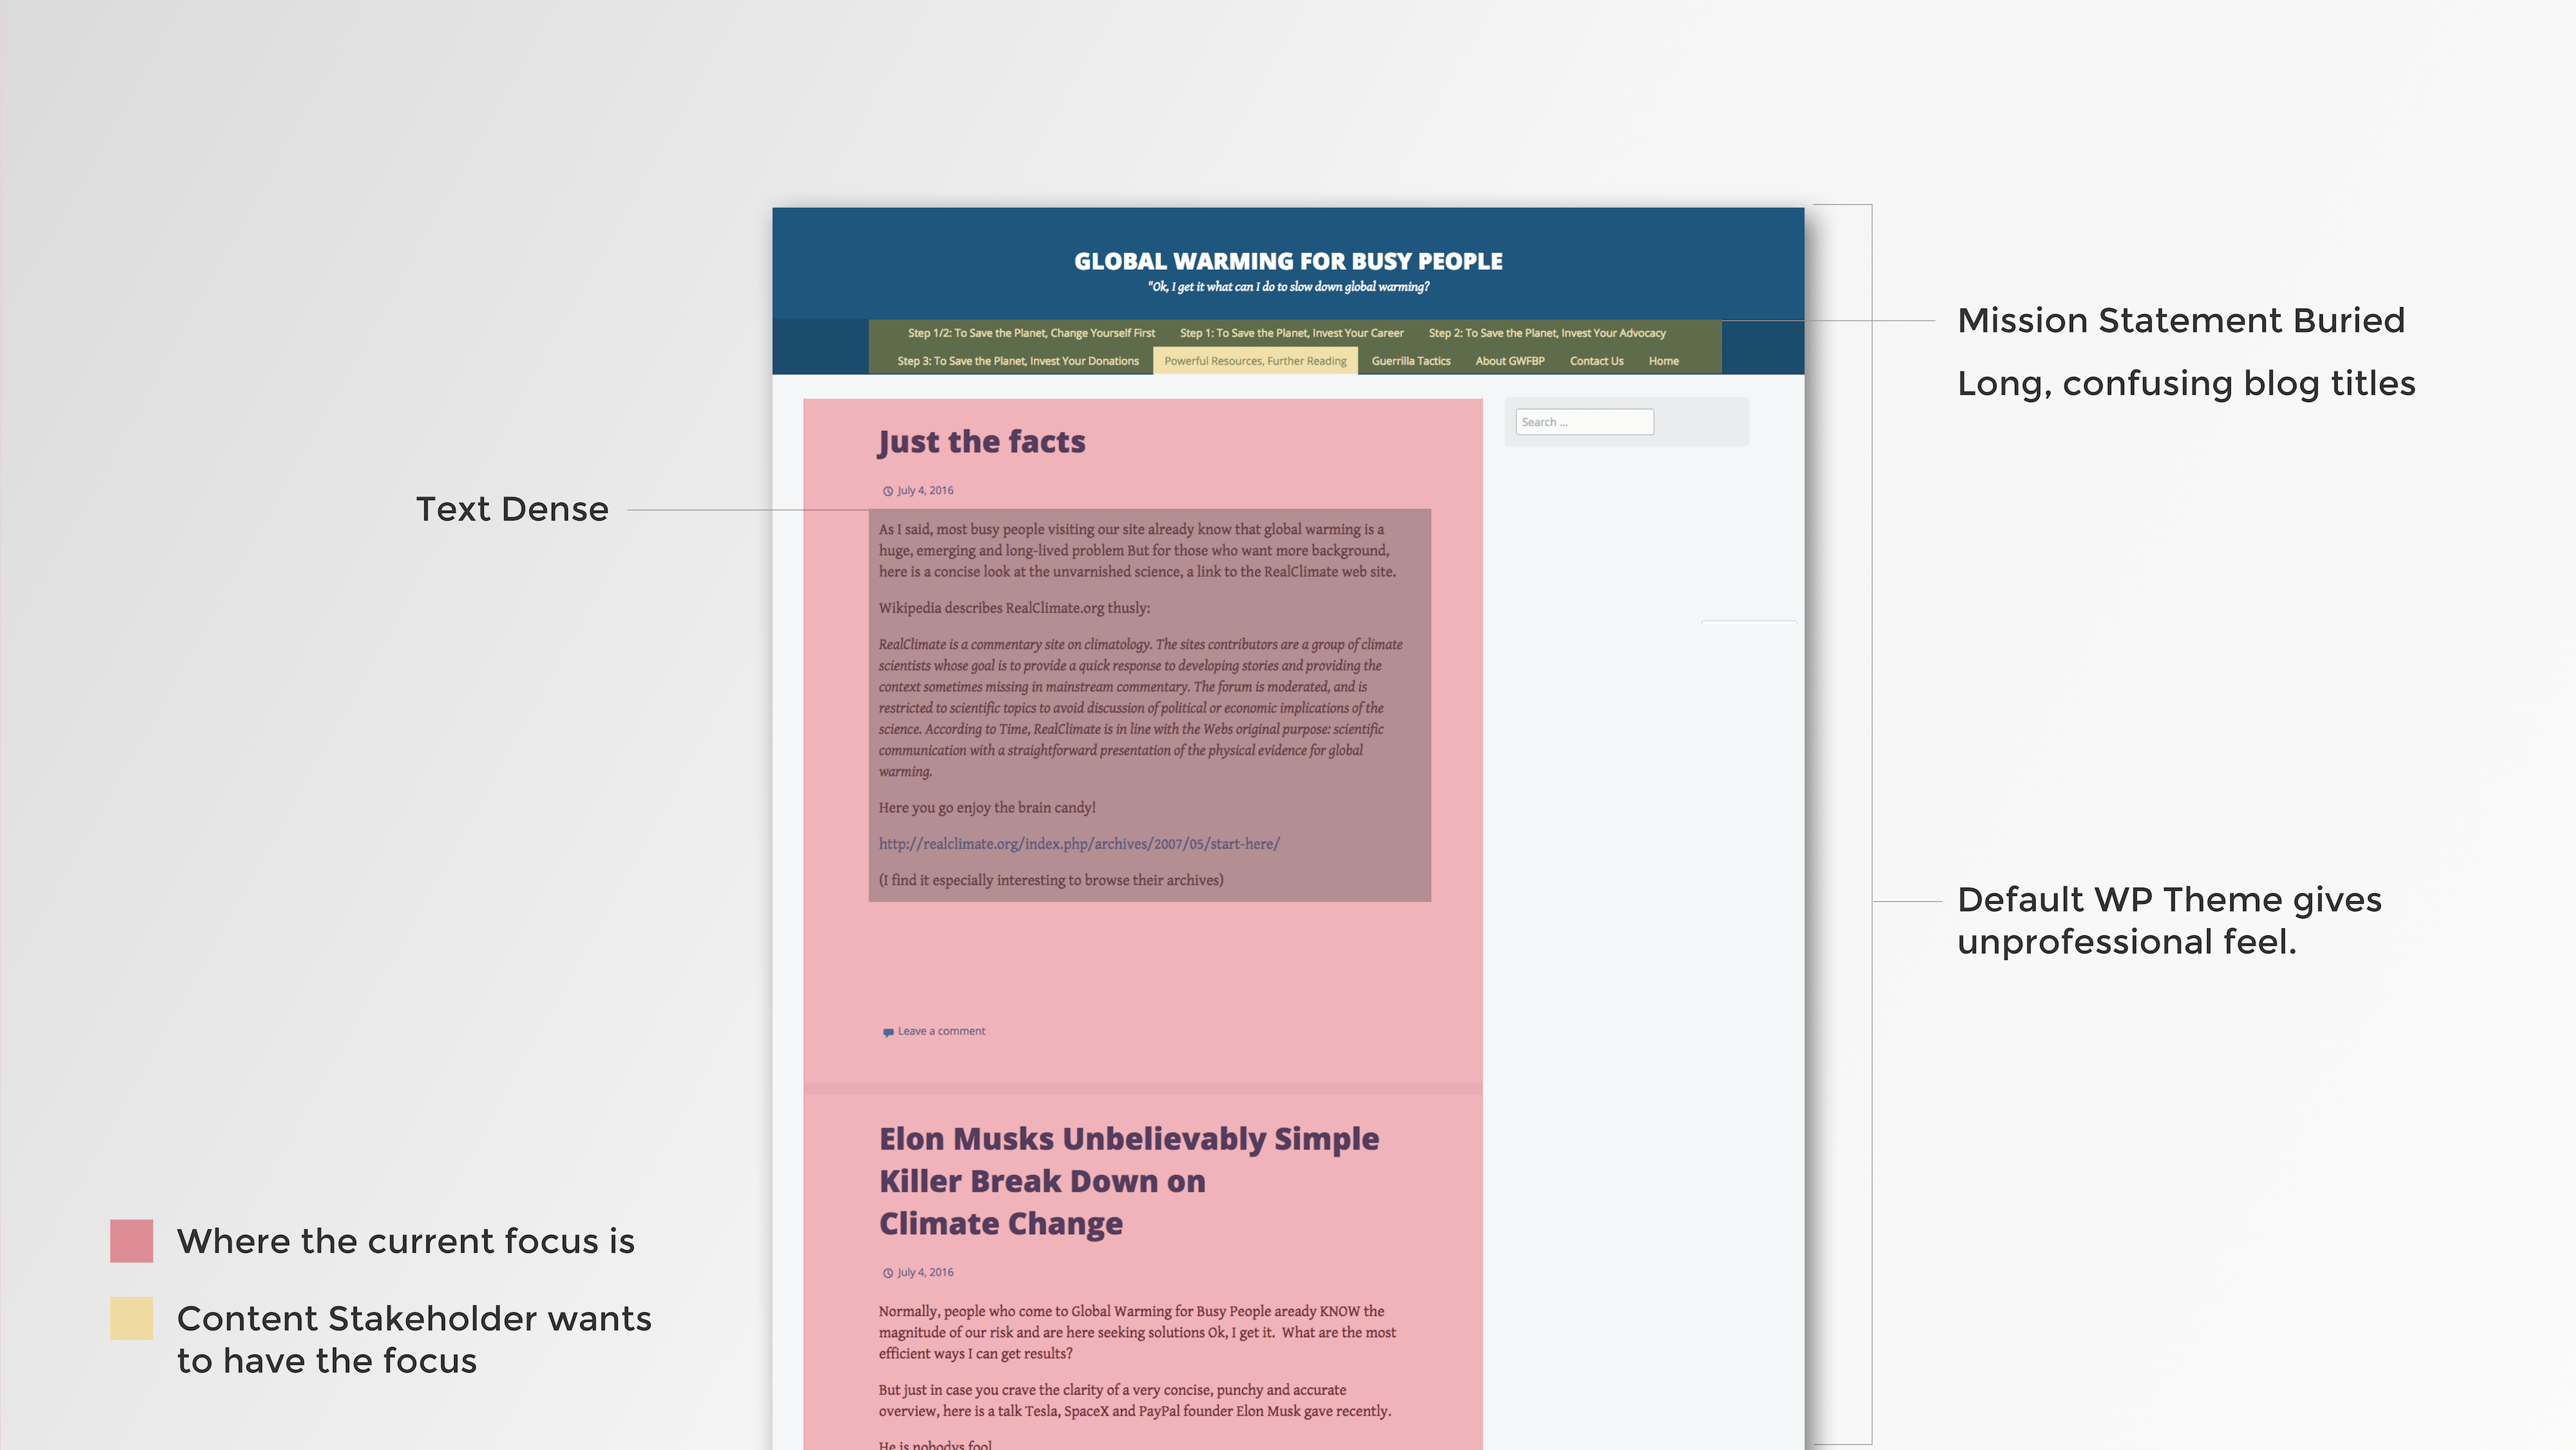 GLOBAL WARMING FOR BUSY PEOPLE
"Ok, I get it what can I do to slow down global warming?
Step 1/2: To Save the Planet, Change Yourself First Step 1: To Save the Planet, Invest Your Career Step 2: To Save the Planet, Invest Your Advocacy
Step 3: To Save the Planet, Invest Your Donations Powerful Resources, Further Reading Guerrilla Tactics About GWFBP Contact Us Home
Mission Statement Buried
Long, confusing blog titles
Search ...
Just the facts
July 4, 2016
Text Dense
As I said, most busy people visiting our site already know that global warming is a
huge, emerging and long-lived problem But for those who want more background,
here is a concise look at the unvarnished science, a link to the RealClimate web site.
Wikipedia describes RealClimate.org thusly:
RealClimate is a commentary site on climatology. The sites contributors are a group of climate
scientists whose goal is to provide a quick response to developing stories and providing the
context sometimes missing in mainstream commentary. The forum is moderated, and is
restricted to scientific topics to avoid discussion of political or economic implications of the
science. According to Time, RealClimate is in line with the Webs original purpose: scientific
communication with a straightforward presentation of the physical evidence for global
warming.
Here you go enjoy the brain candy!
http://realclimate.org/index.php/archives/2007/05/start-here/
(I find it especially interesting to browse their archives)
Default WP Theme gives
unprofessional feel.
Leave a comment
Elon Musks Unbelievably Simple
Killer Break Down on
Climate Change
July 4, 2016
Normally, people who come to Global Warming for Busy People aready KNOW the
magnitude of our risk and are here seeking solutions Ok, I get it. What are the most
efficient ways I can get results?
But just in case you crave the clarity of a very concise, punchy and accurate
overview, here is a talk Tesla, SpaceX and PayPal founder Elon Musk gave recently.
He is nobodys fool
Where the current focus is
Content Stakeholder wants
to have the focus